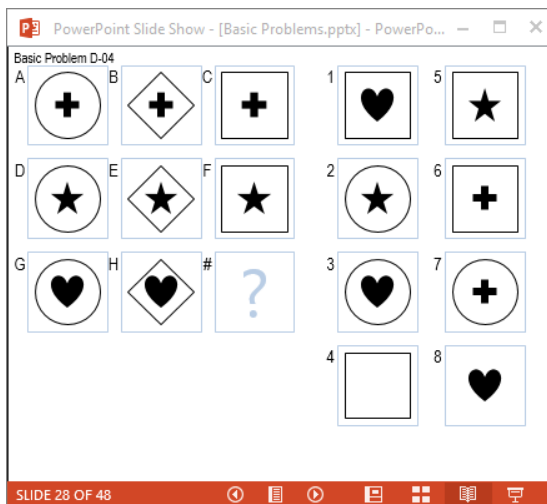 PowerPoint Slide Show - [Basic Problems.pptx] - PowerPo...
Basic Problem D-04
A B C 1 5
D E F 2 6
G H # ? 3 7
4 8
SLIDE 28 OF 48